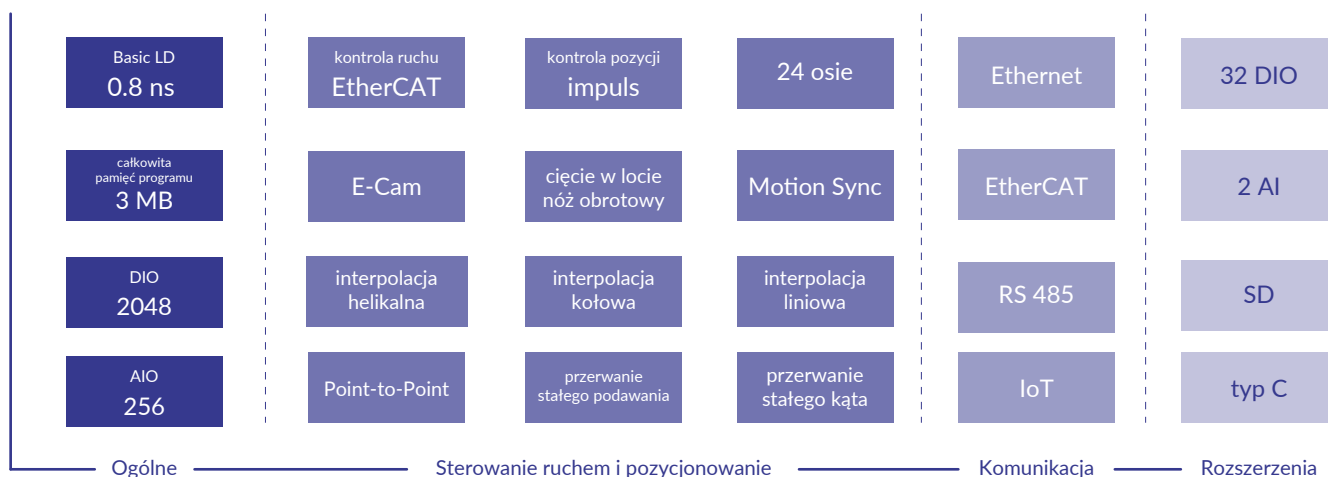 Basic LD
0.8 ns
kontrola ruchu
EtherCAT
kontrola pozycji
impuls
24 osie
Ethernet
32 DIO
całkowita
pamięć programu
3 MB
E-Cam
cięcie w locie
nóż obrotowy
Motion Sync
EtherCAT
2 AI
DIO
2048
interpolacja
helikalna
interpolacja
kołowa
interpolacja
liniowa
RS 485
SD
AIO
256
Point-to-Point
przerwanie
stałego podawania
przerwanie
stałego kąta
IoT
typ C
Ogólne
Sterowanie ruchem i pozycjonowanie
Komunikacja
Rozszerzenia